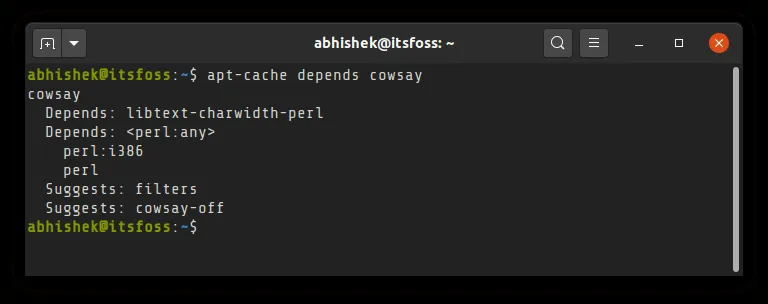 abhishek@itsfoss: ~
abhishek@itsfoss:~$ apt-cache depends cowsay
cowsay
  Depends: libtext-charwidth-perl
  Depends: <perl:any>
    perl:i386
    perl
  Suggests: filters
  Suggests: cowsay-off
abhishek@itsfoss:~$